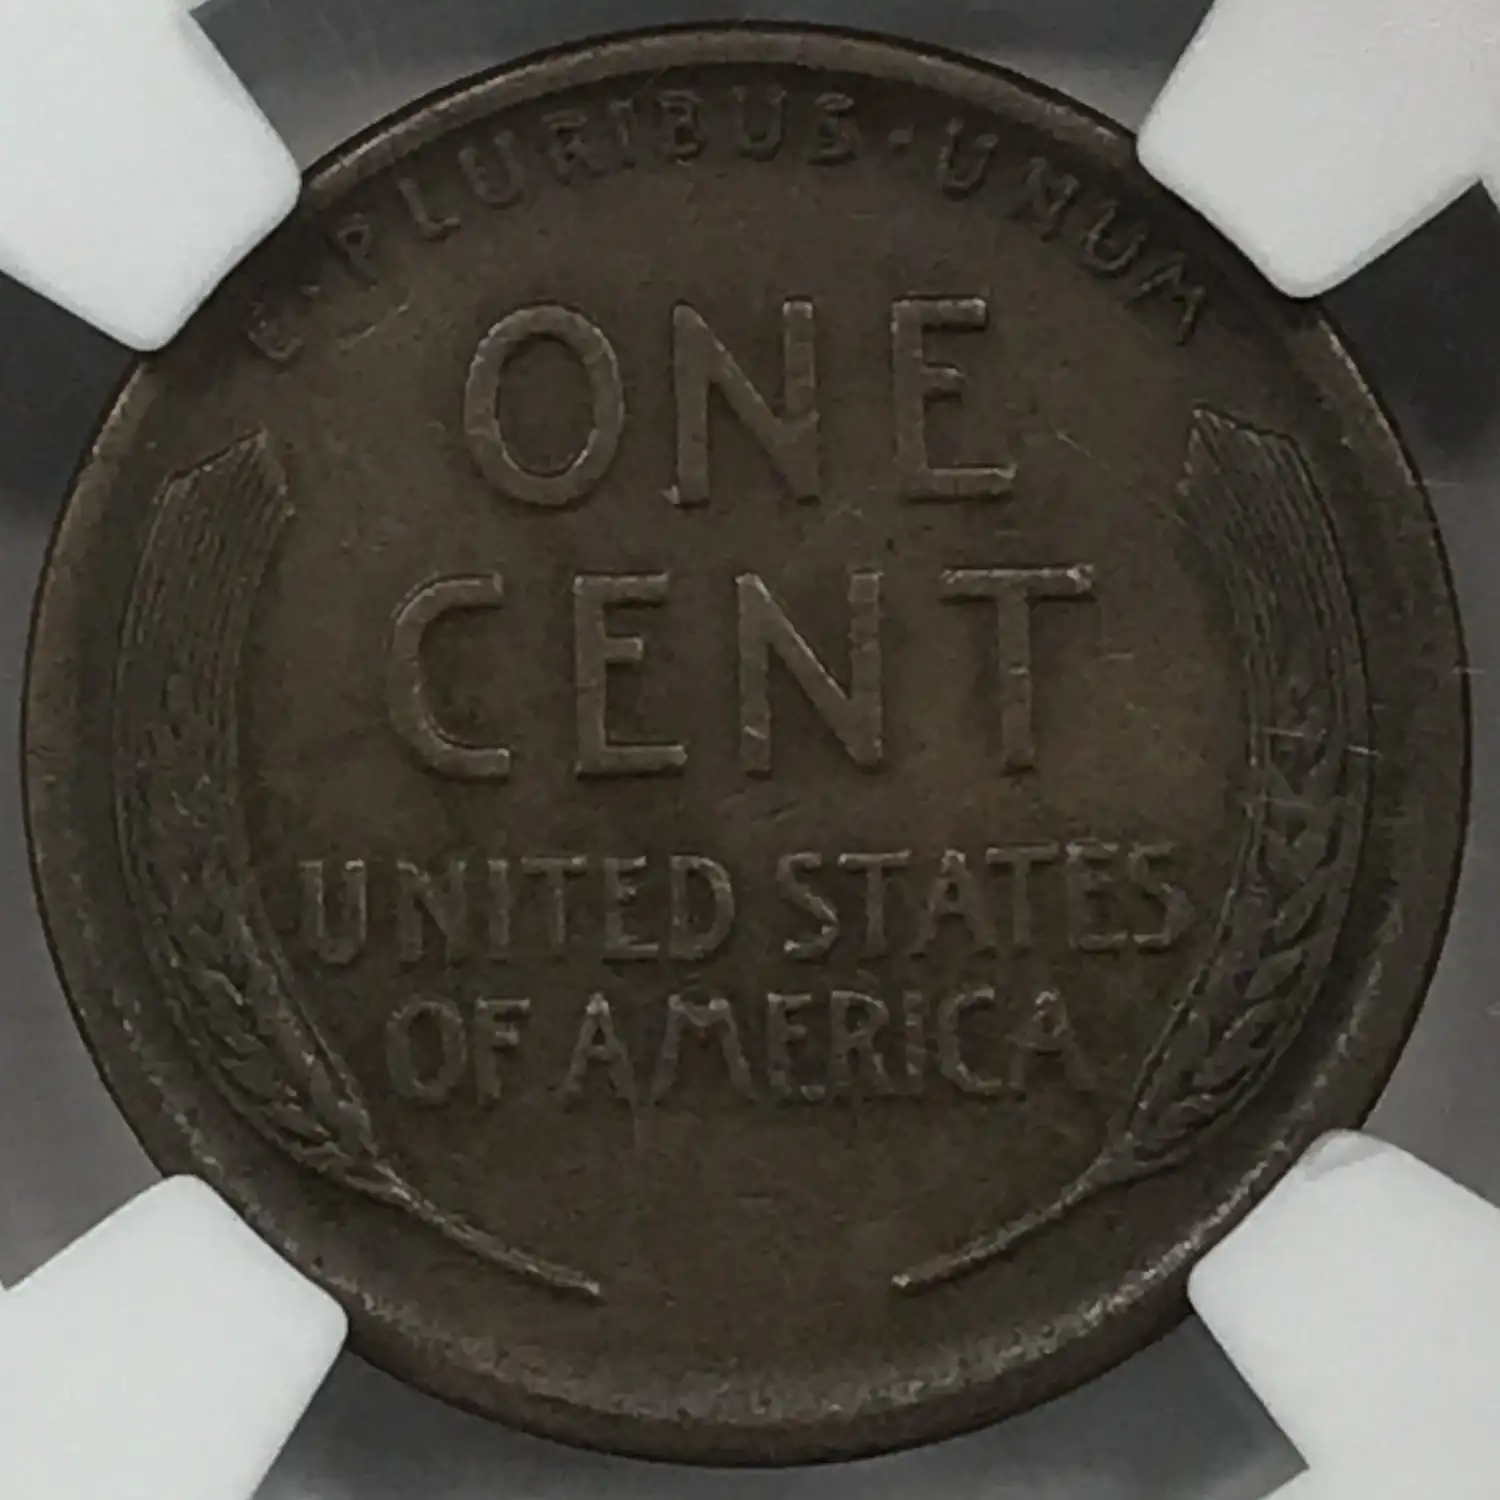 E·PLURIBUS·UNUM
ONE
CENT
UNITED STATES
OF AMERICA